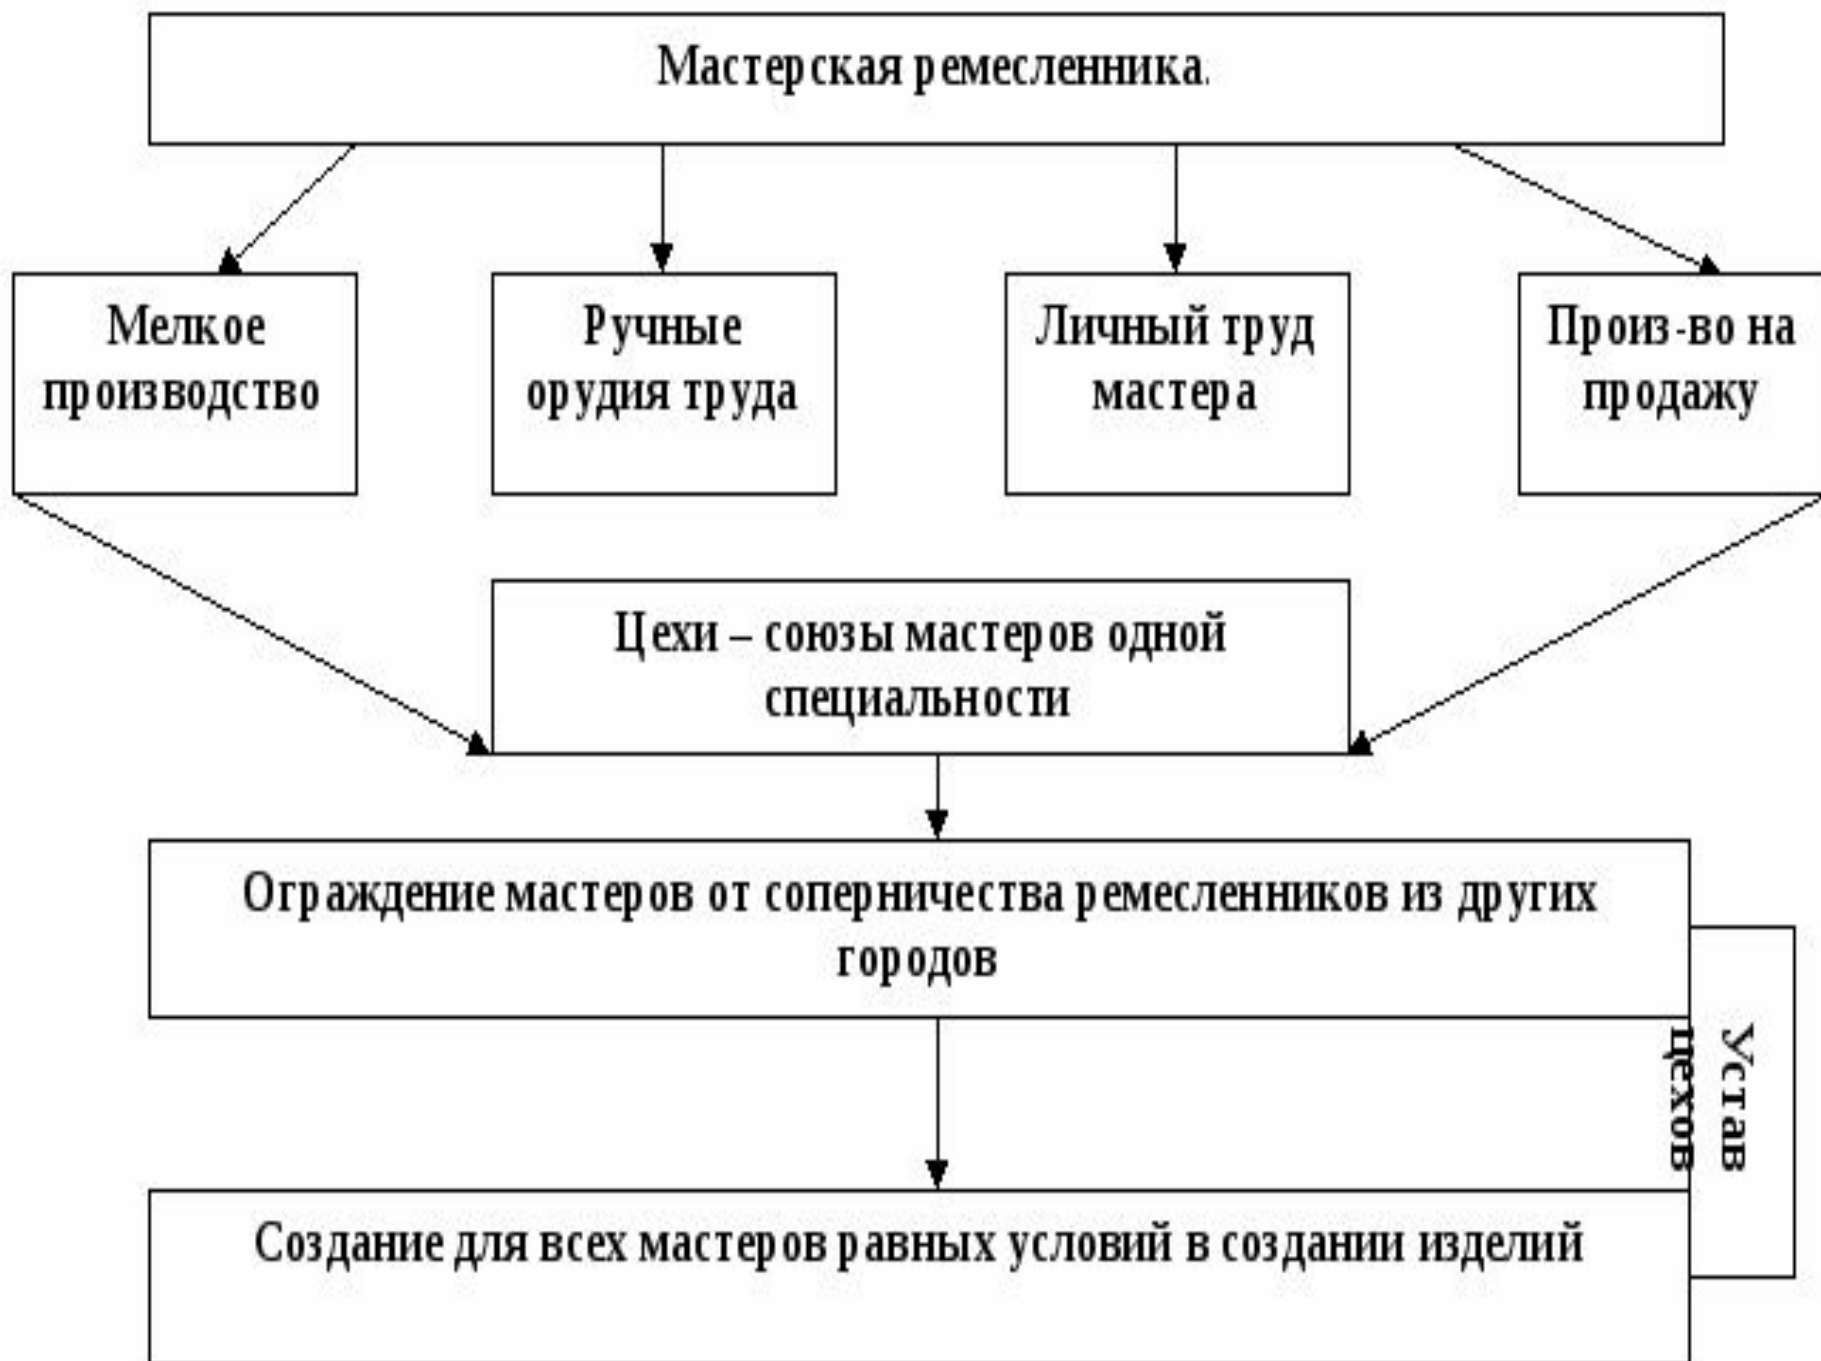 Мастерская ремесленника.
Мелкое
производство
Ручные
орудия труда
Личный труд
мастера
Произ-во на
продажу
Цехи – союзы мастеров одной
специальности
Ограждение мастеров от соперничества ремесленников из других
городов
Устав
цехов
Создание для всех мастеров равных условий в создании изделий